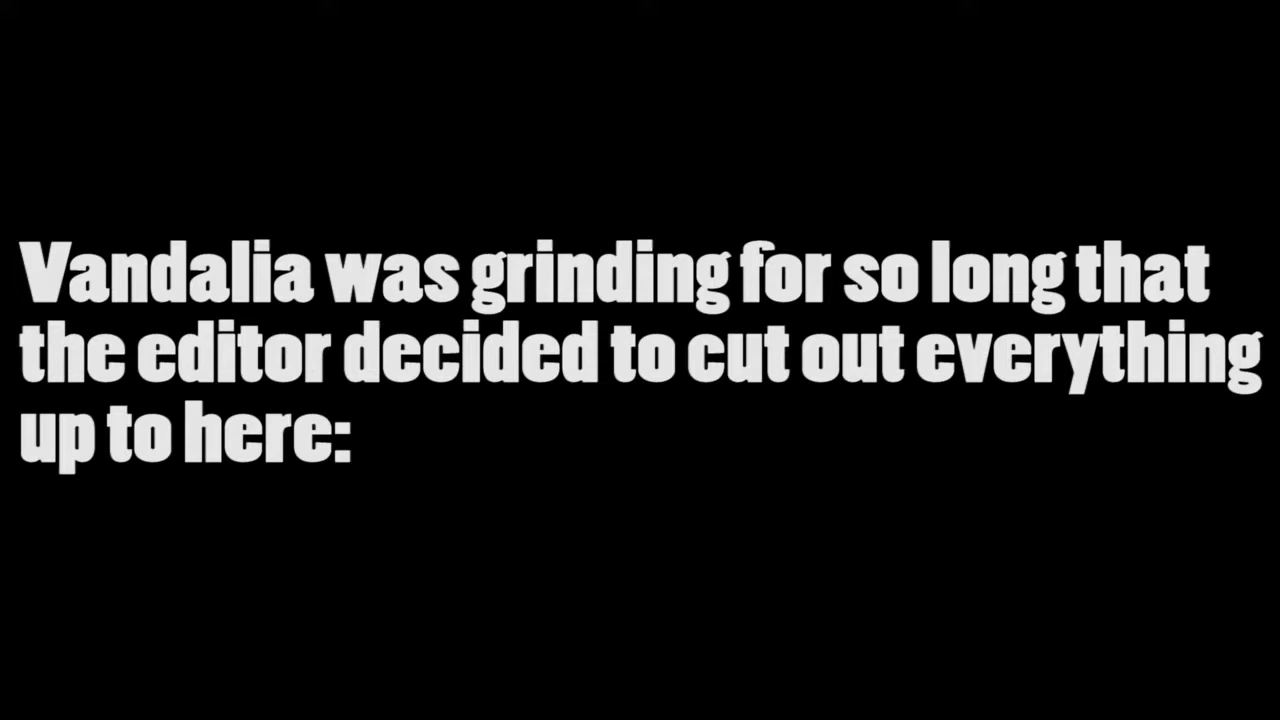 Vandalia was grinding for so long that
the editor decided to cut out everything
up to here: